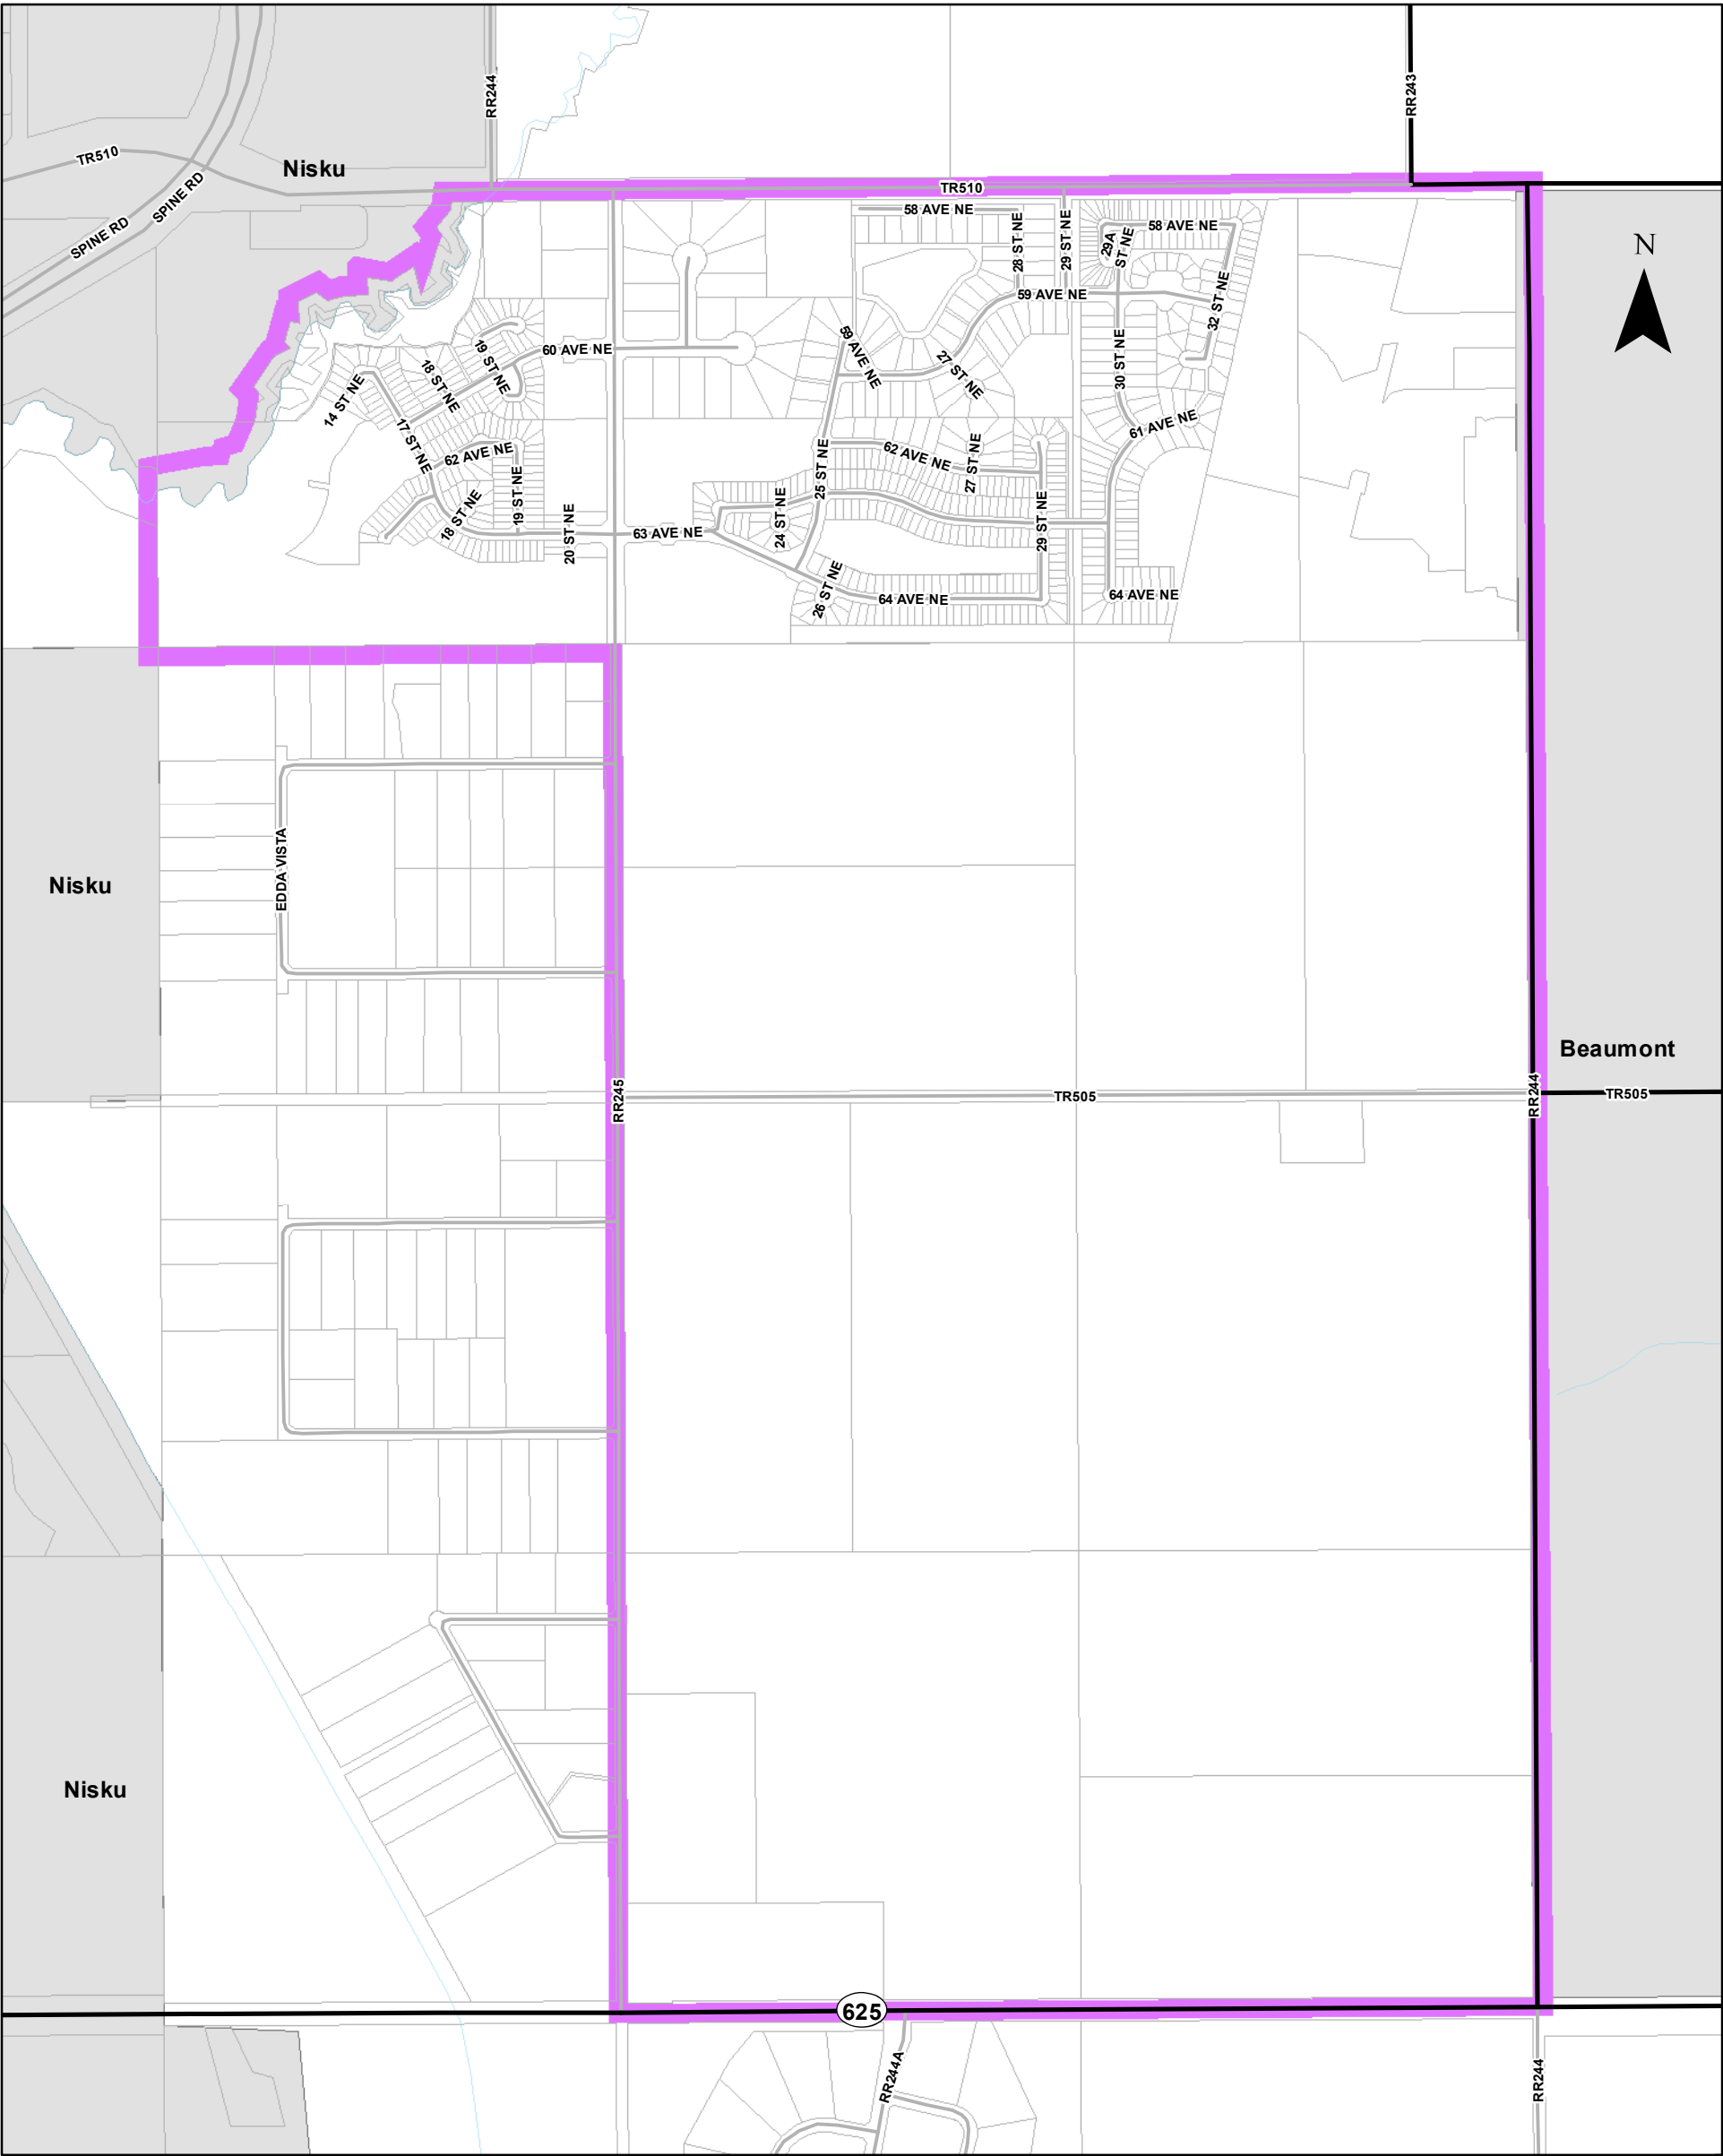 RR244
RR243
TR510
Nisku
SPINE RD
SPINE RD
TR510
58 AVE NE
28 ST NE
29 ST NE
29A
ST NE
58 AVE NE
N
59 AVE NE
32 ST NE
19 ST NE
60 AVE NE
59 AVE NE
27 ST NE
30 ST NE
14 ST NE
18 ST NE
17 ST NE
61 AVE NE
62 AVE NE
19 ST NE
18 ST NE
20 ST NE
63 AVE NE
24 ST NE
25 ST NE
62 AVE NE
27 ST NE
29 ST NE
26 ST NE
64 AVE NE
64 AVE NE
EDDA VISTA
Nisku
Beaumont
RR245
TR505
RR244
TR505
Nisku
625
RR244A
RR244